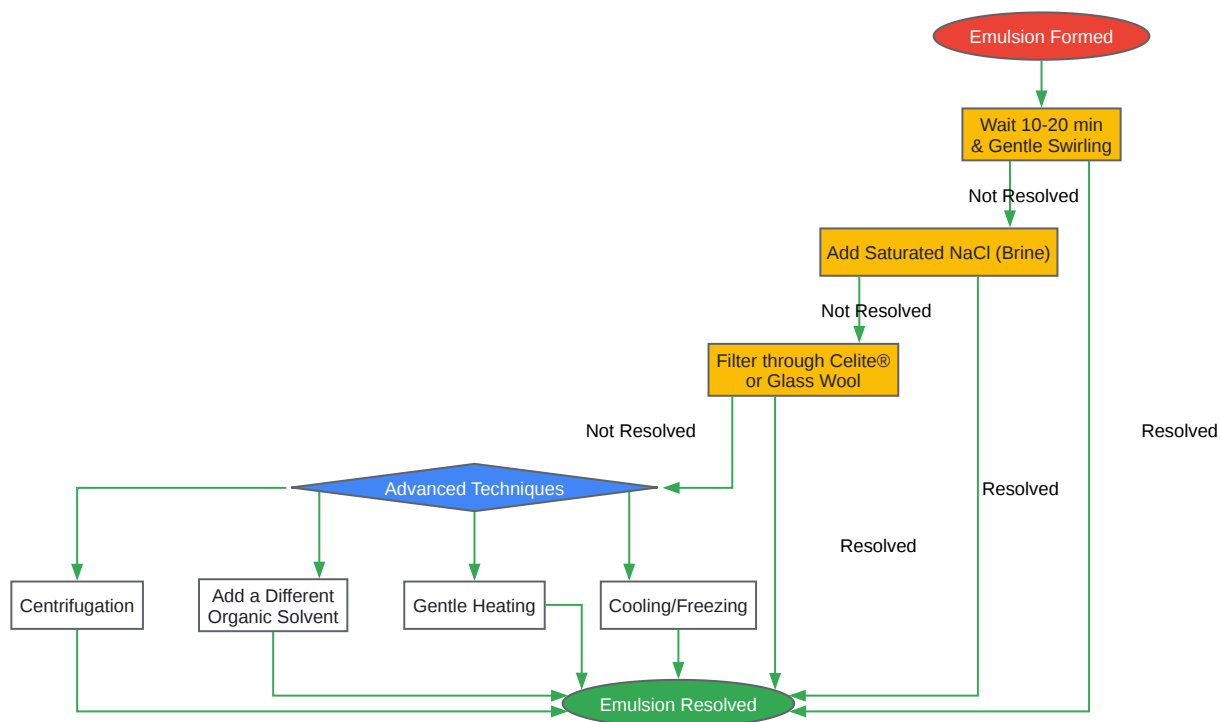 Emulsion Formed
Wait 10-20 min
& Gentle Swirling
Not Resolved
Add Saturated NaCl (Brine)
Not Resolved
Filter through Celite®
or Glass Wool
Not Resolved
Resolved
Advanced Techniques
Resolved
Resolved
Centrifugation
Add a Different
Organic Solvent
Gentle Heating
Cooling/Freezing
Emulsion Resolved